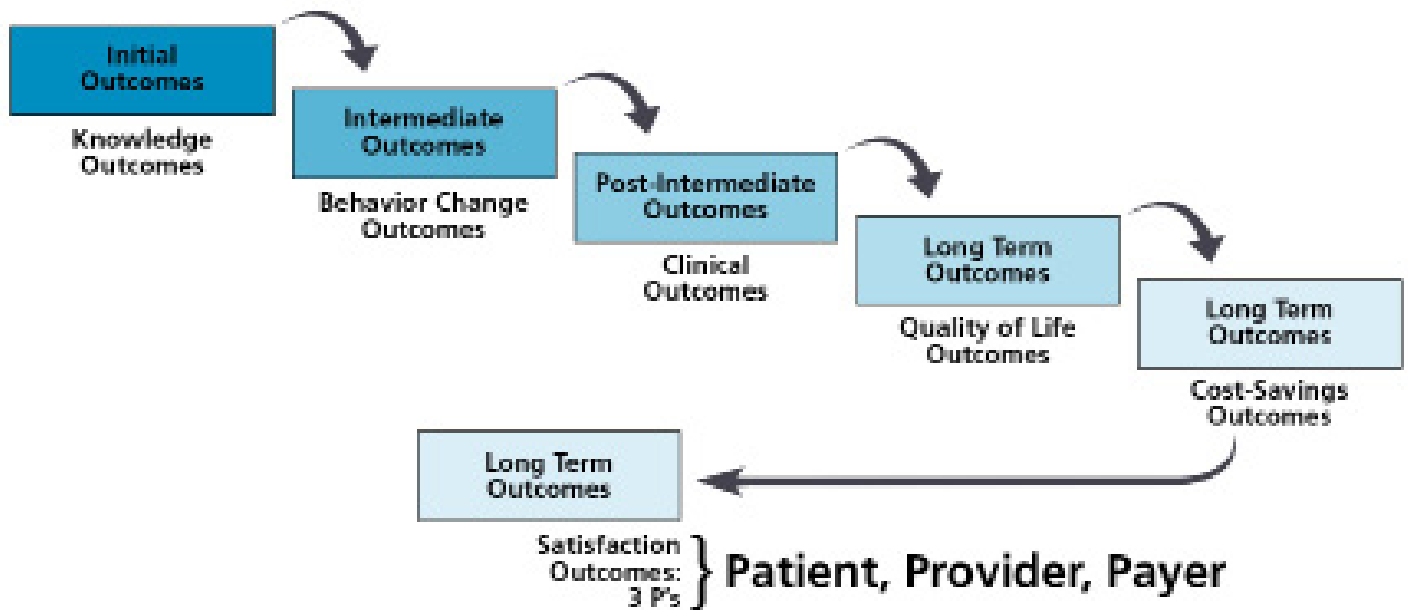 Initial
Outcomes
Knowledge
Outcomes
Intermediate
Outcomes
Behavior Change
Outcomes
Post-Intermediate
Outcomes
Clinical
Outcomes
Long Term
Outcomes
Quality of Life
Outcomes
Long Term
Outcomes
Cost-Savings
Outcomes
Long Term
Outcomes
Satisfaction
Outcomes:
3 P's
Patient, Provider, Payer